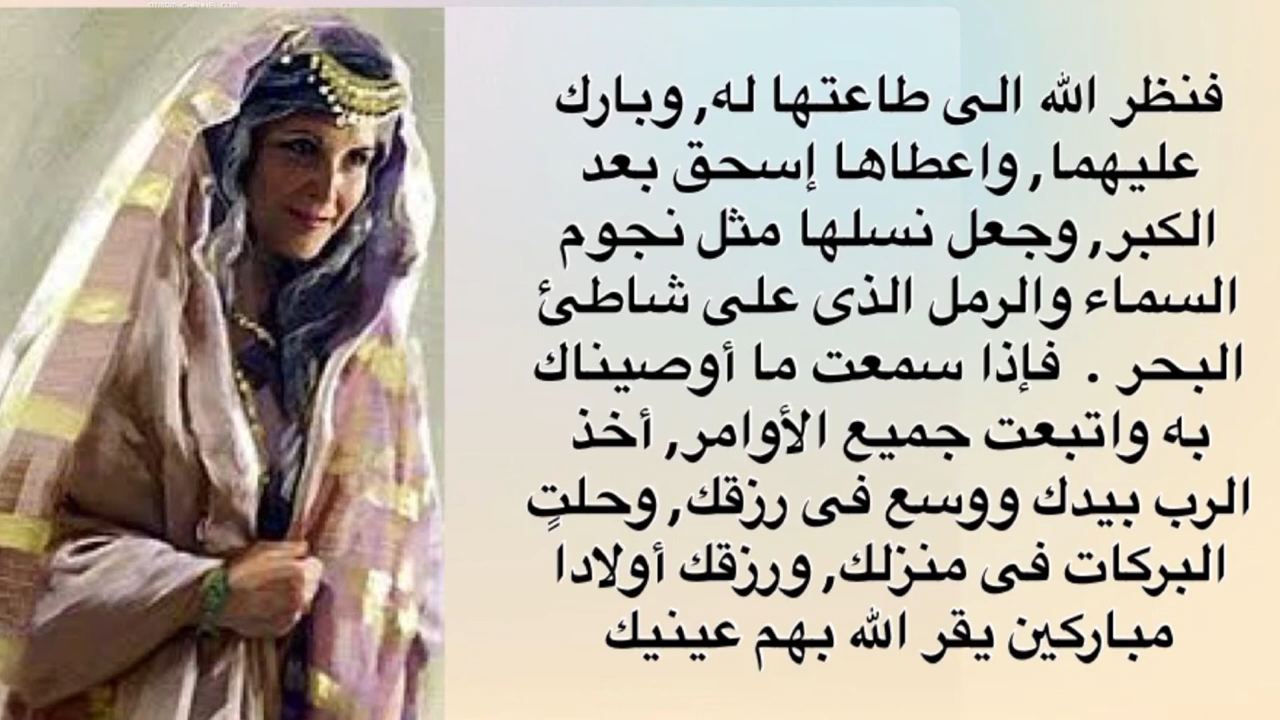 فنظر الله الى طاعتها له, وبارك
عليهما, واعطاها إسحق بعد
الكبر, وجعل نسلها مثل نجوم
السماء والرمل الذى على شاطئ
البحر . فإذا سمعت ما أوصيناك
به واتبعت جميع الأوامر, أخذ
الرب بيدك ووسع فى رزقك, وحلتٍ
البركات فى منزلك, ورزقك أولادا
مباركين يقر الله بهم عينيك